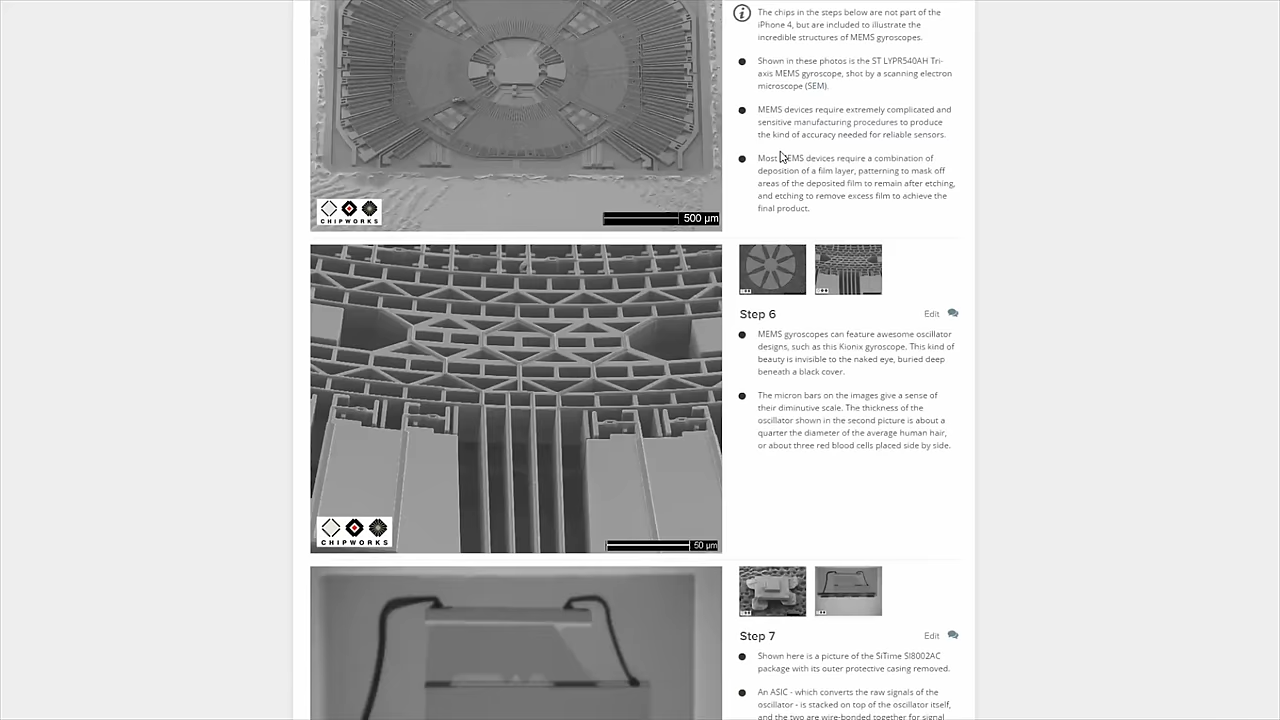 The chips in the steps below are not part of the
iPhone 4, but are included to illustrate the
incredible structures of MEMS gyroscopes.
Shown in these photos is the ST LYPR540AH Tri-
axis MEMS gyroscope, shot by a scanning electron
microscope (SEM).
MEMS devices require extremely complicated and
sensitive manufacturing procedures to produce
the kind of accuracy needed for reliable sensors.
Most MEMS devices require a combination of
deposition of a film layer, patterning to mask off
areas of the deposited film to remain after etching,
and etching to remove excess film to achieve the
final product.
CHIPWORKS
500 µm
Step 6
Edit
MEMS gyroscopes can feature awesome oscillator
designs, such as this Kionix gyroscope. This kind of
beauty is invisible to the naked eye, buried deep
beneath a black cover.
The micron bars on the images give a sense of
their diminutive scale. The thickness of the
oscillator shown in the second picture is about a
quarter the diameter of the average human hair,
or about three red blood cells placed side by side.
CHIPWORKS
50 µm
Step 7
Edit
Shown here is a picture of the SiTime SI8002AC
package with its outer protective casing removed.
An ASIC - which converts the raw signals of the
oscillator - is stacked on top of the oscillator itself,
and the two are wire-bonded together for signal